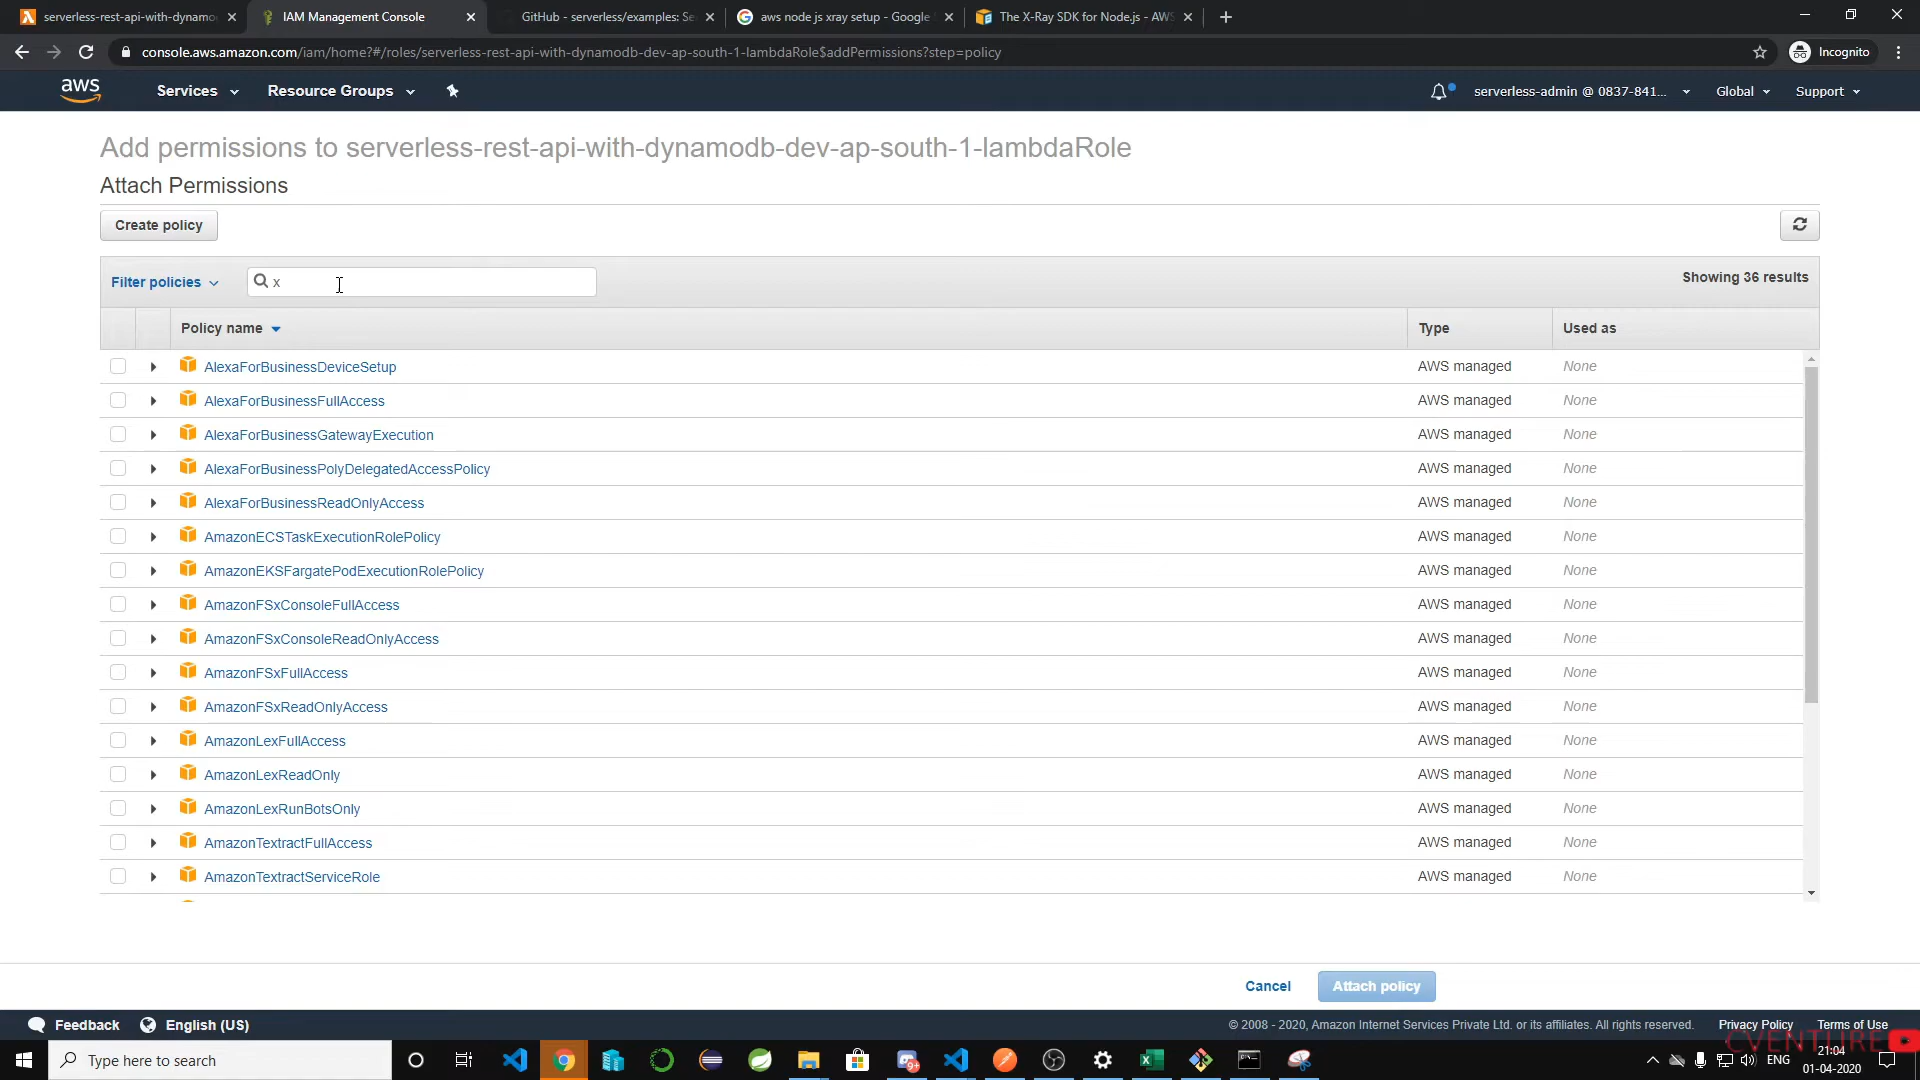 serverless-rest-api-with-dynamo
IAM Management Console
GitHub - serverless/examples: Se
aws node js xray setup - Google
The X-Ray SDK for Node.js - AWS
console.aws.amazon.com/iam/home?#/roles/serverless-rest-api-with-dynamodb-dev-ap-south-1-lambdaRole$addPermissions?step=policy
Incognito
aws
Services
Resource Groups
serverless-admin @ 0837-841...
Global
Support
Add permissions to serverless-rest-api-with-dynamodb-dev-ap-south-1-lambdaRole
Attach Permissions
Create policy
Filter policies
x
Showing 36 results
Policy name
Type
Used as
AlexaForBusinessDeviceSetup AWS managed None
AlexaForBusinessFullAccess AWS managed None
AlexaForBusinessGatewayExecution AWS managed None
AlexaForBusinessPolyDelegatedAccessPolicy AWS managed None
AlexaForBusinessReadOnlyAccess AWS managed None
AmazonECSTaskExecutionRolePolicy AWS managed None
AmazonEKSFargatePodExecutionRolePolicy AWS managed None
AmazonFSxConsoleFullAccess AWS managed None
AmazonFSxConsoleReadOnlyAccess AWS managed None
AmazonFSxFullAccess AWS managed None
AmazonFSxReadOnlyAccess AWS managed None
AmazonLexFullAccess AWS managed None
AmazonLexReadOnly AWS managed None
AmazonLexRunBotsOnly AWS managed None
AmazonTextractFullAccess AWS managed None
AmazonTextractServiceRole AWS managed None
Cancel
Attach policy
Feedback
English (US)
© 2008 - 2020, Amazon Internet Services Private Ltd. or its affiliates. All rights reserved.
Privacy Policy
Terms of Use
CVENTURE
Type here to search
ENG
21:04
01-04-2020